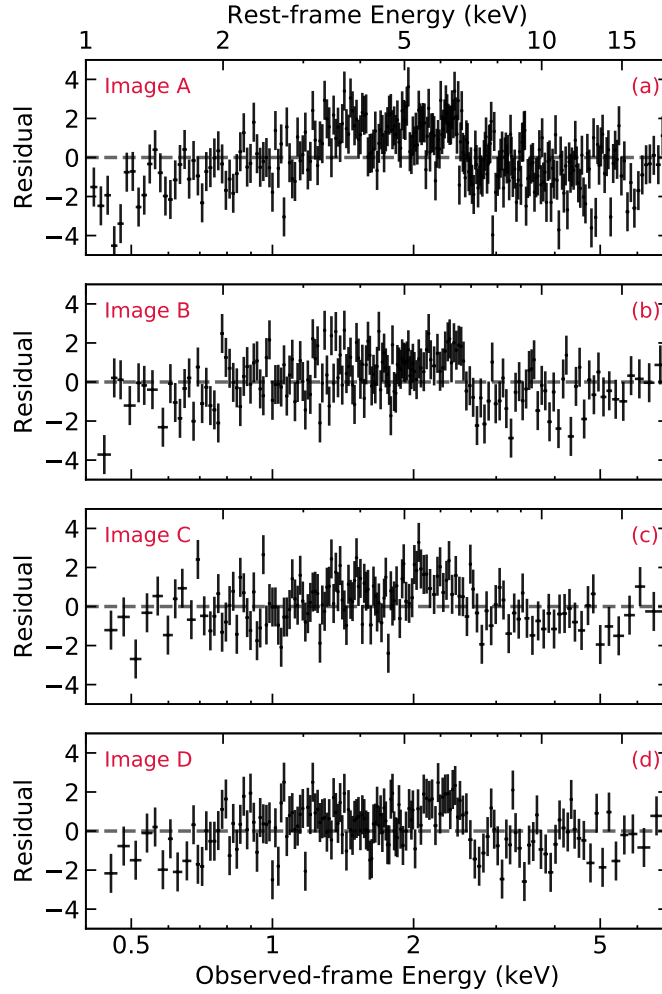 Rest-frame Energy (keV)
1 2 5 10 15
Image A (a)
Residual
4
2
0
−2
−4
Image B (b)
Residual
4
2
0
−2
−4
Image C (c)
Residual
4
2
0
−2
−4
Image D (d)
Residual
4
2
0
−2
−4
0.5 1 2 5
Observed-frame Energy (keV)